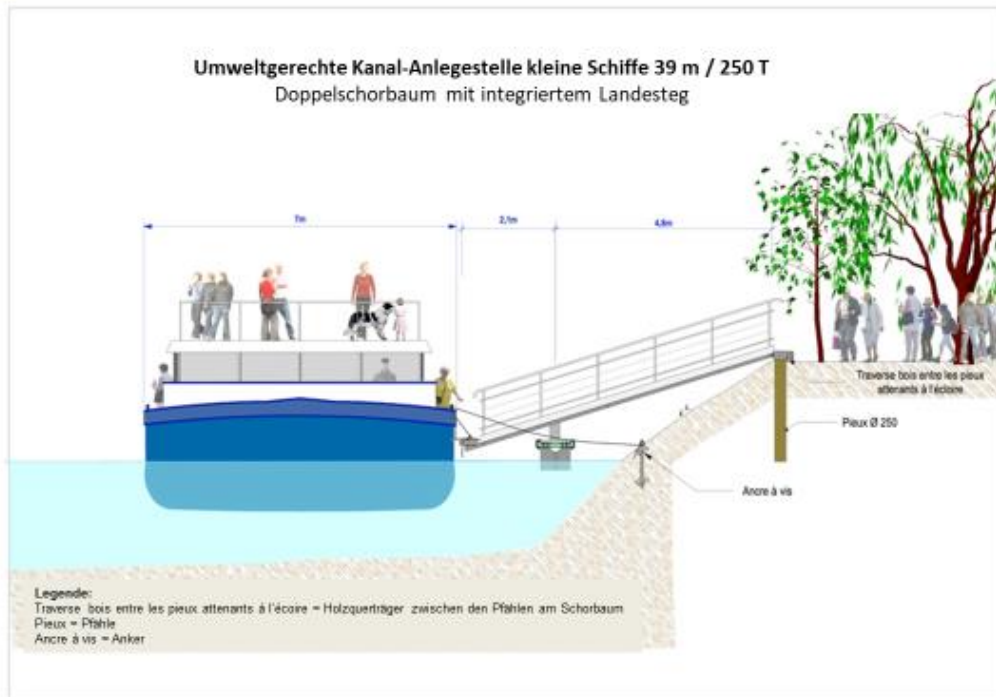 Umweltgerechte Kanal-Anlegestelle kleine Schiffe 39 m / 250 T
Doppelschorbaum mit integriertem Landesteg
7m
2,1m
Traverse bois entre les pieux
attenants à l'écoire
Pieux Ø 250
Ancre à vis
Legende:
Traverse bois entre les pieux attenants à l'écoire = Holzquerträger zwischen den Pfählen am Schorbaum
Pieux = Pfähle
Ancre à vis = Anker